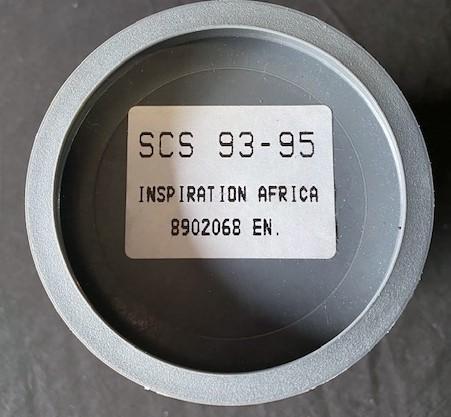 SCS 93-95
INSPIRATION AFRICA
8902068 EN.